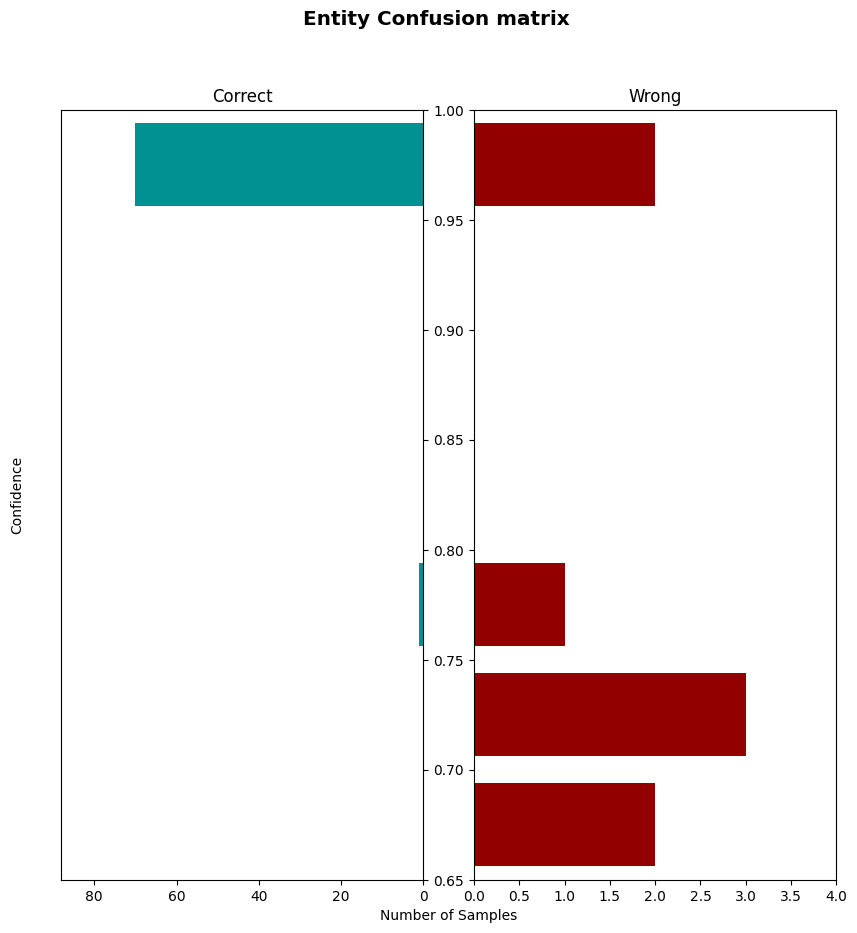 Entity Confusion matrix
Correct
Wrong
1.00
0.95
0.90
0.85
0.80
0.75
0.70
0.65
Confidence
80 60 40 20 0
0.0 0.5 1.0 1.5 2.0 2.5 3.0 3.5 4.0
Number of Samples